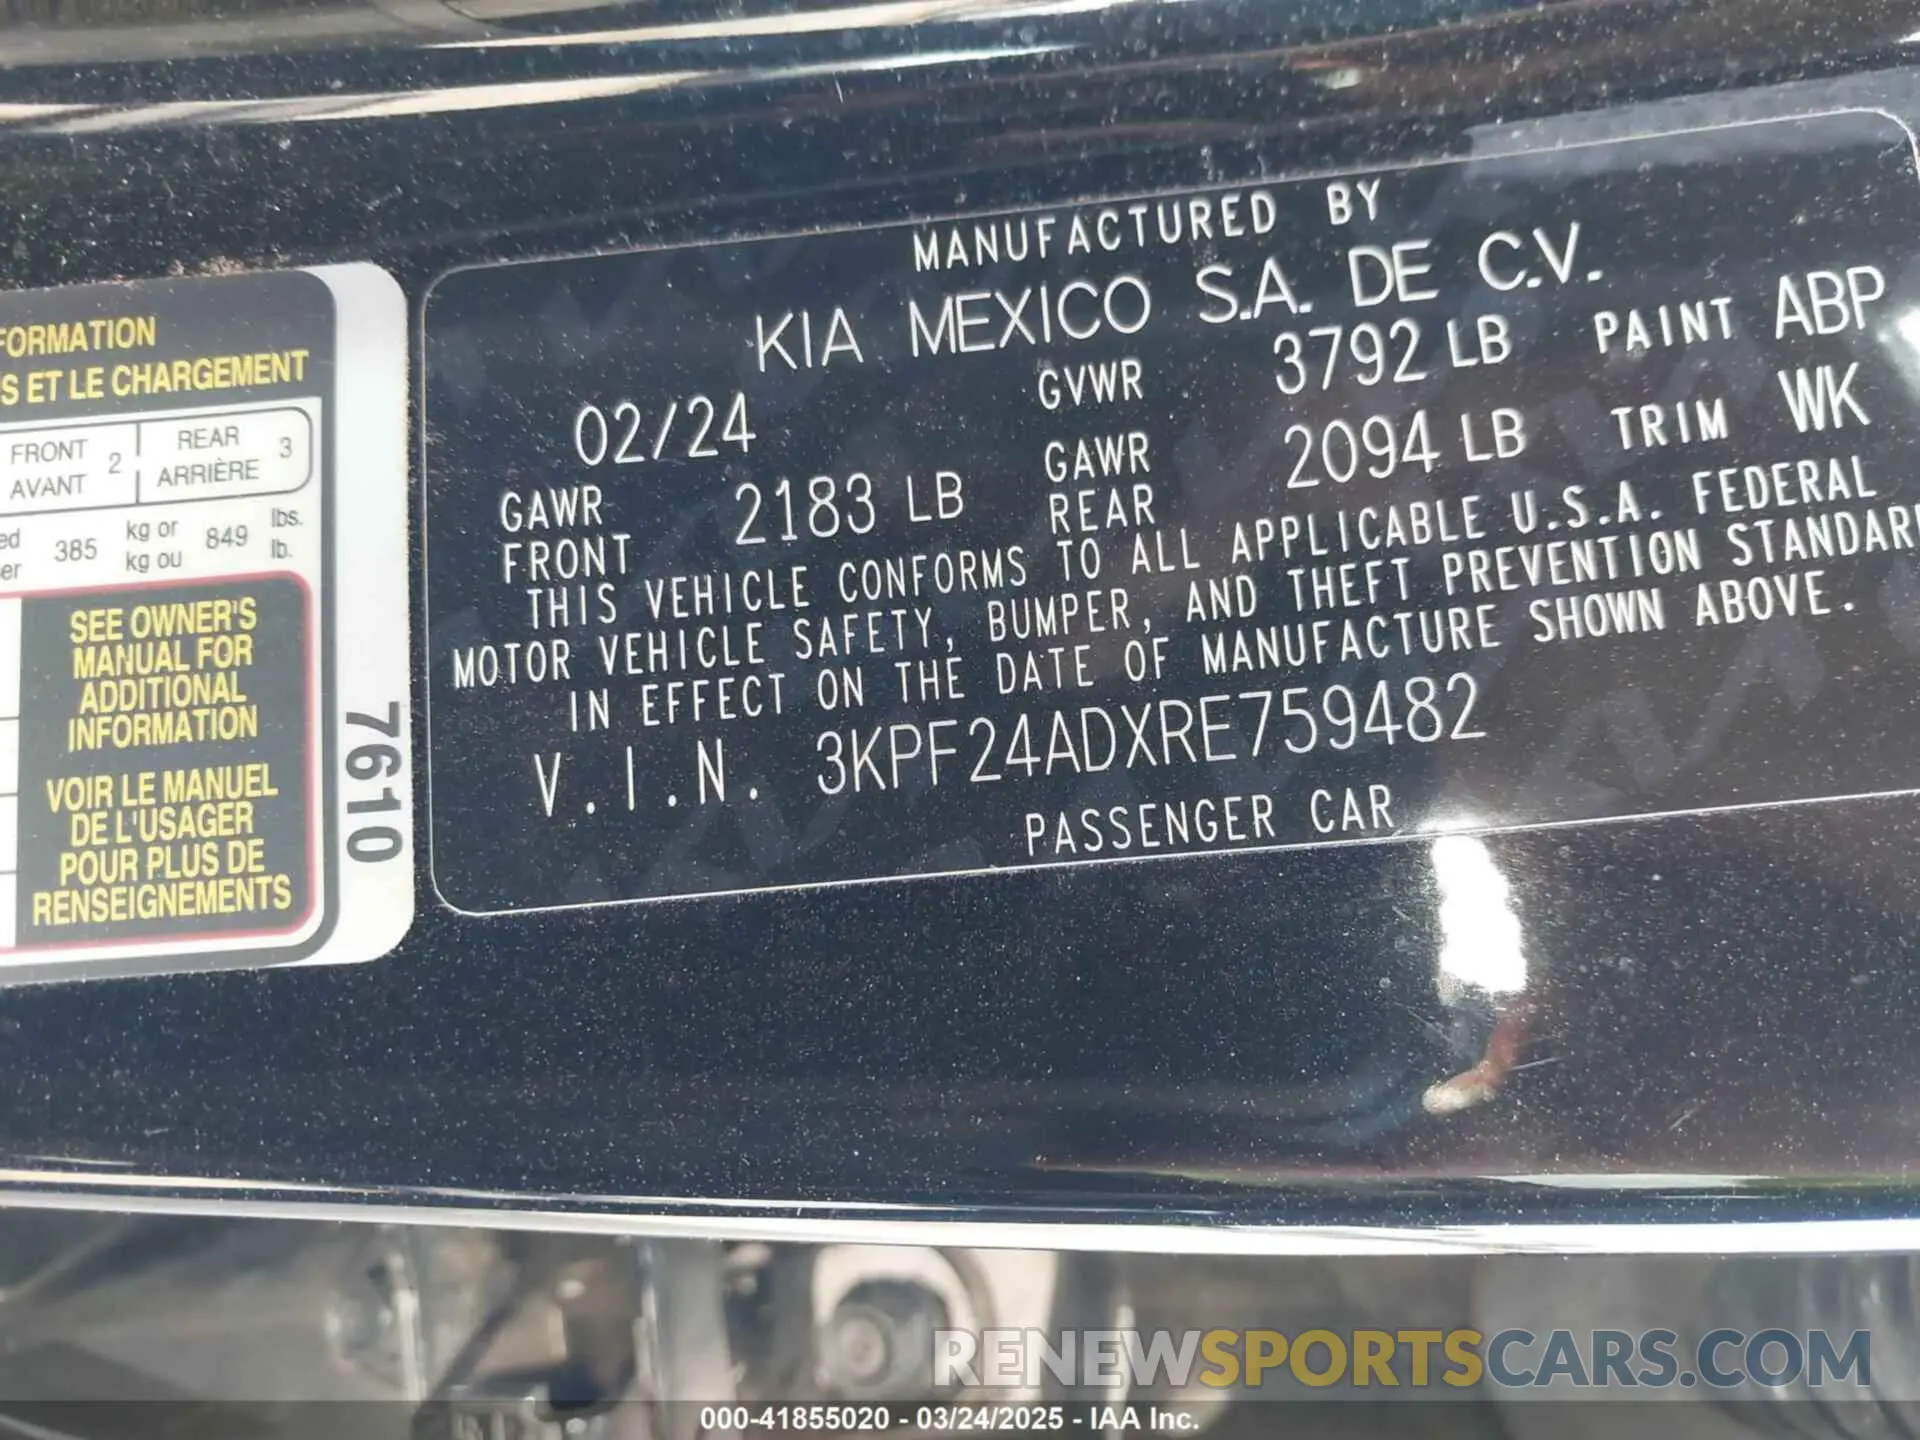 FORMATION
S ET LE CHARGEMENT
FRONT 2 REAR 3
AVANT ARRIÈRE
385 kg or 849 lbs.
kg ou lb.
SEE OWNER'S
MANUAL FOR
ADDITIONAL
INFORMATION
VOIR LE MANUEL
DE L'USAGER
POUR PLUS DE
RENSEIGNEMENTS
7610
MANUFACTURED BY
KIA MEXICO S.A. DE C.V.
02/24 GVWR 3792 LB PAINT ABP
GAWR FRONT 2183 LB GAWR REAR 2094 LB TRIM WK
THIS VEHICLE CONFORMS TO ALL APPLICABLE U.S.A. FEDERAL
MOTOR VEHICLE SAFETY, BUMPER, AND THEFT PREVENTION STANDARD
IN EFFECT ON THE DATE OF MANUFACTURE SHOWN ABOVE.
V.I.N. 3KPF24ADXRE759482
PASSENGER CAR
RENEWSPORTSCARS.COM
000-41855020 - 03/24/2025 - IAA Inc.